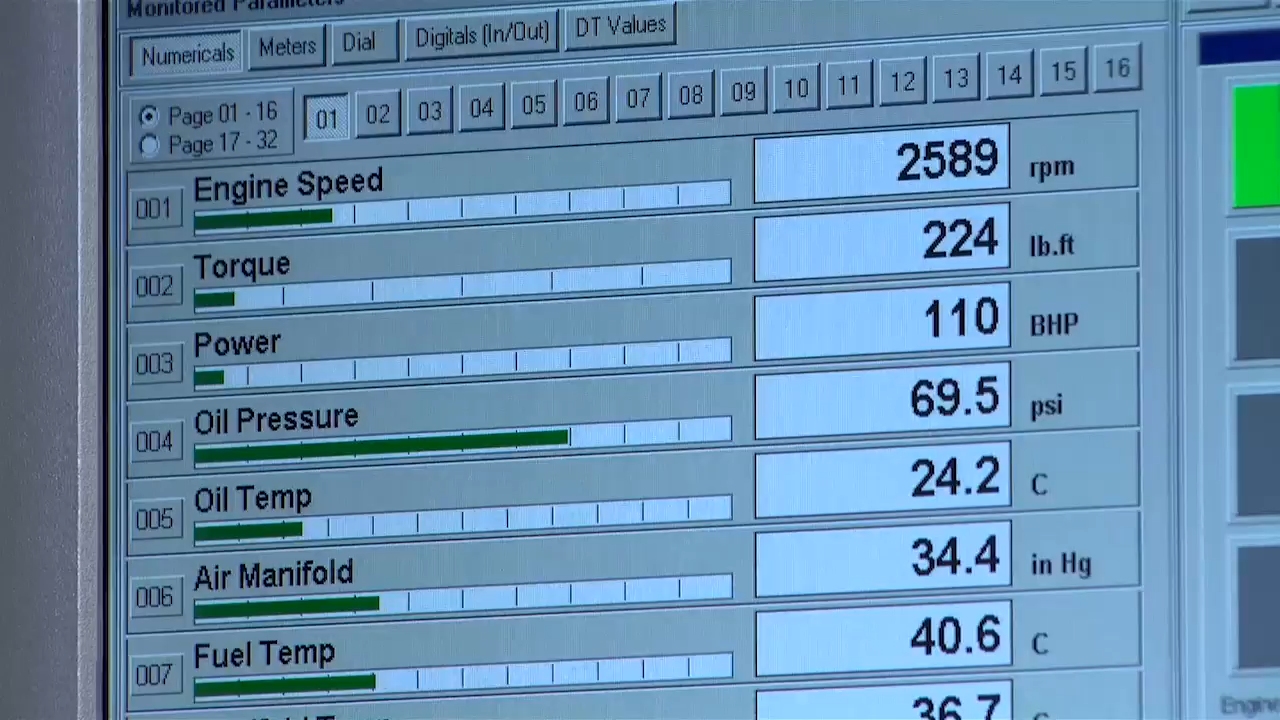 Monitored Parameters
Numericals Meters Dial Digitals (In/Out) DT Values
Page 01 - 16
Page 17 - 32
01 02 03 04 05 06 07 08 09 10 11 12 13 14 15 16
001 Engine Speed 2589 rpm
002 Torque 224 lb.ft
003 Power 110 BHP
004 Oil Pressure 69.5 psi
005 Oil Temp 24.2 C
006 Air Manifold 34.4 in Hg
007 Fuel Temp 40.6 C
36.7 C
Engine